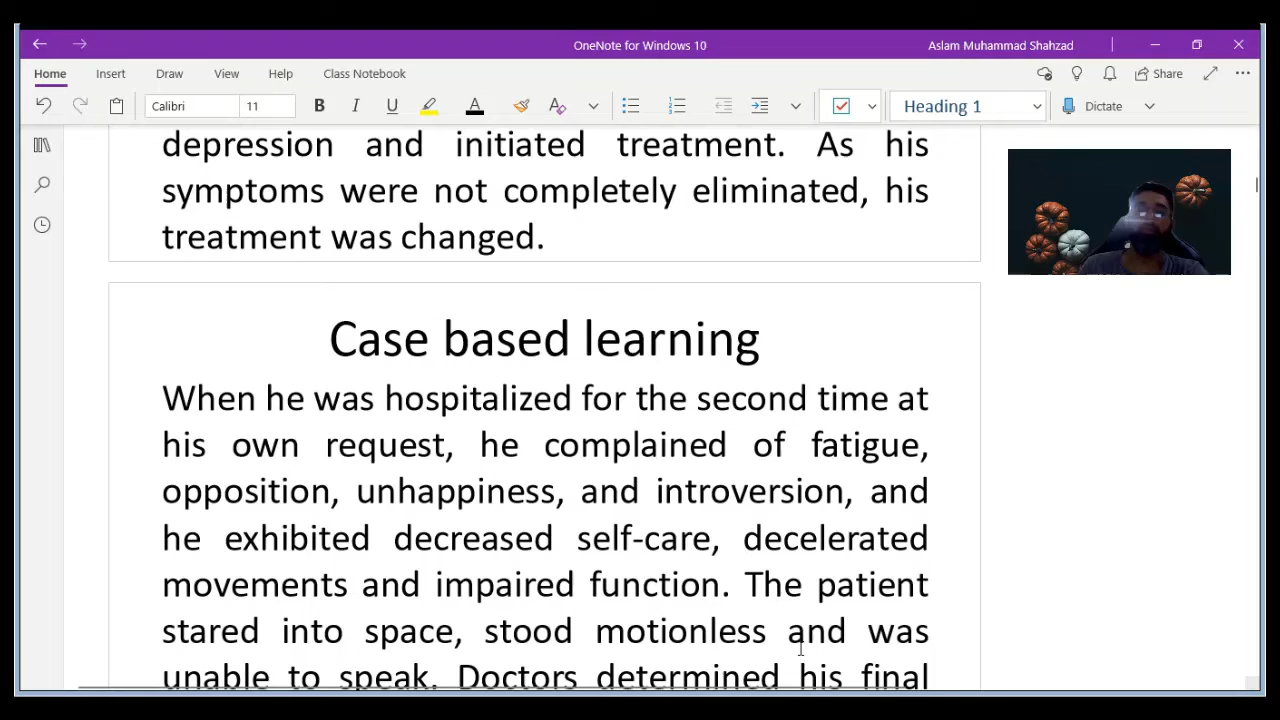 OneNote for Windows 10
Aslam Muhammad Shahzad
Home Insert Draw View Help Class Notebook
Share
Calibri 11 B I U A A Heading 1 Dictate
depression and initiated treatment. As his
symptoms were not completely eliminated, his
treatment was changed.
Case based learning
When he was hospitalized for the second time at
his own request, he complained of fatigue,
opposition, unhappiness, and introversion, and
he exhibited decreased self-care, decelerated
movements and impaired function. The patient
stared into space, stood motionless and was
unable to speak. Doctors determined his final